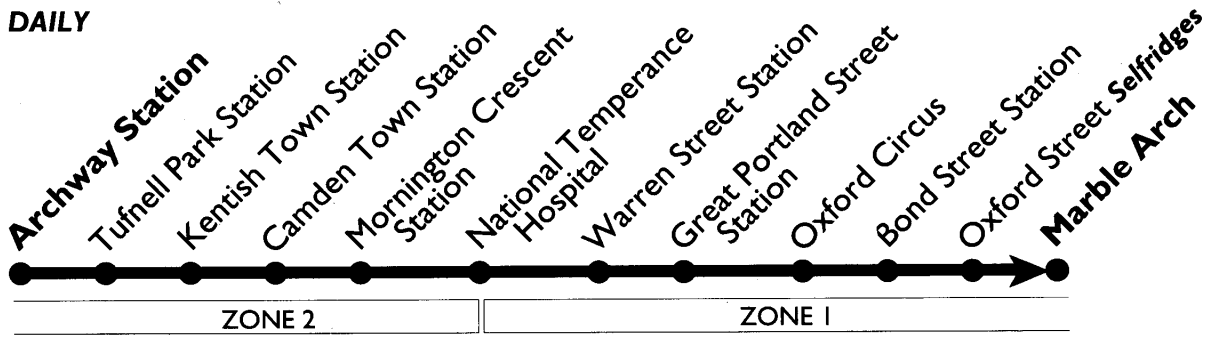 DAILY
Archway Station
Tufnell Park Station
Kentish Town Station
Camden Town Station
Mornington Crescent
Station
National Temperance
Hospital
Warren Street Station
Great Portland Street
Station
Oxford Circus
Bond Street Station
Oxford Street Selfridges
Marble Arch
ZONE 2
ZONE 1